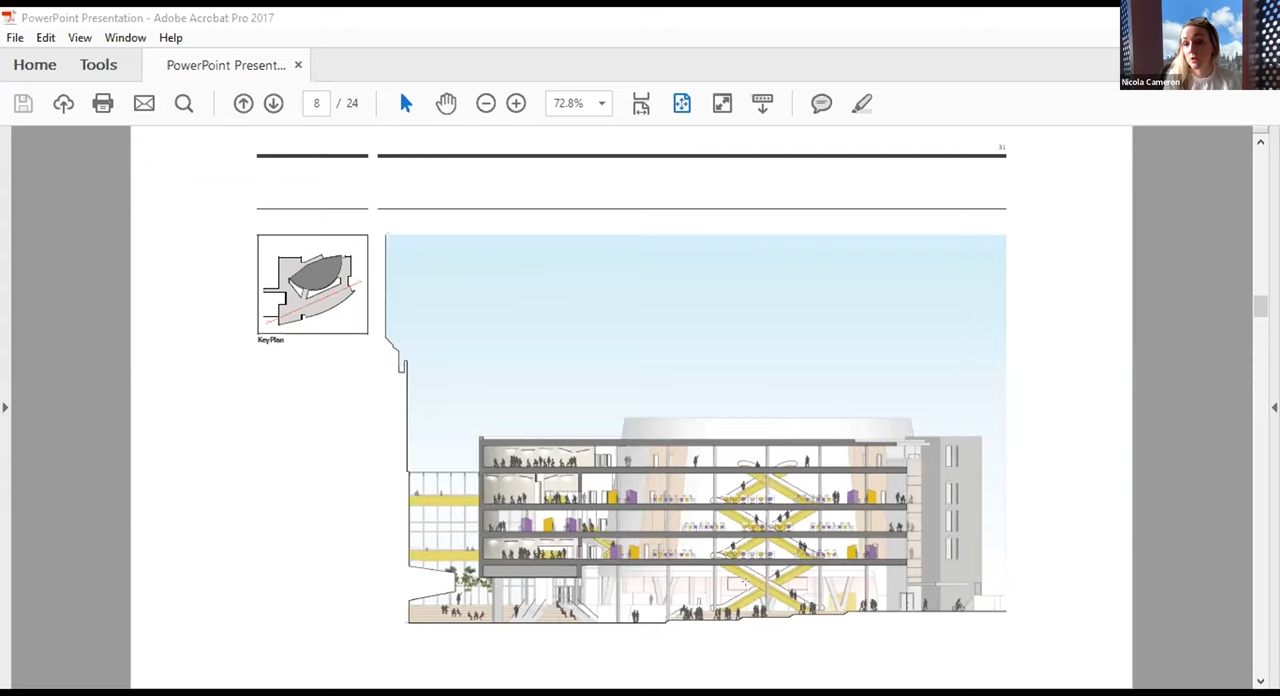 PowerPoint Presentation - Adobe Acrobat Pro 2017
File Edit View Window Help
Home Tools PowerPoint Present... ×
8 / 24 72.8%
Nicola Cameron
31
Key Plan